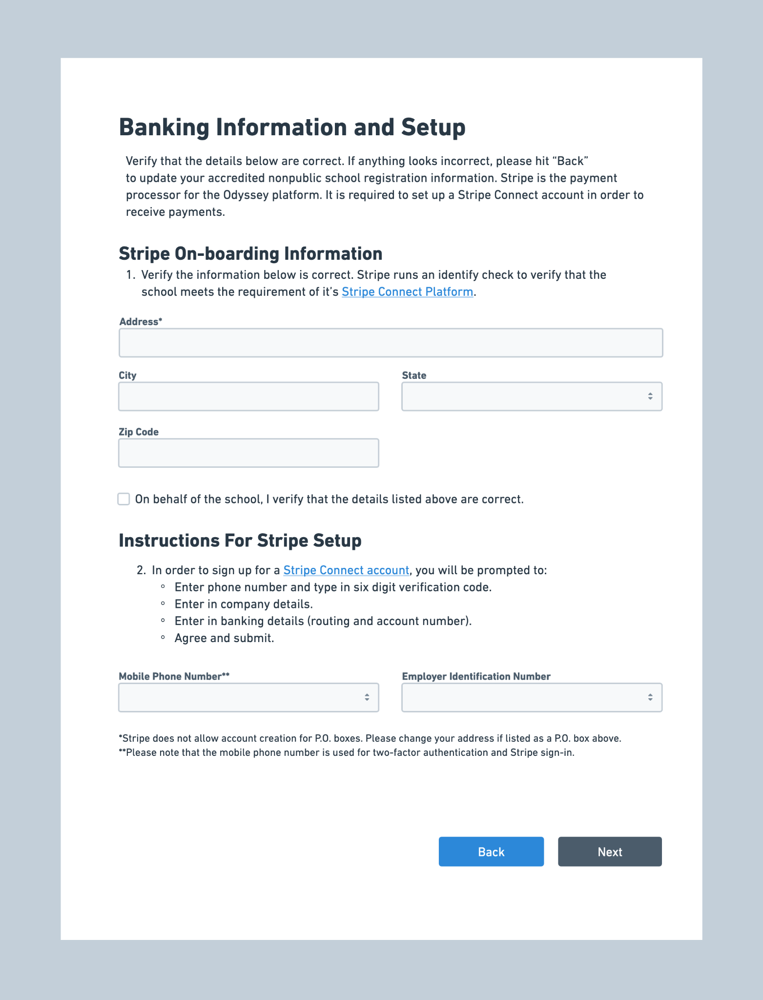 Banking Information and Setup
Verify that the details below are correct. If anything looks incorrect, please hit “Back”
to update your accredited nonpublic school registration information. Stripe is the payment
processor for the Odyssey platform. It is required to set up a Stripe Connect account in order to
receive payments.
Stripe On-boarding Information
1. Verify the information below is correct. Stripe runs an identify check to verify that the
school meets the requirement of it’s Stripe Connect Platform.
Address*
City
State
Zip Code
On behalf of the school, I verify that the details listed above are correct.
Instructions For Stripe Setup
2. In order to sign up for a Stripe Connect account, you will be prompted to:
◦ Enter phone number and type in six digit verification code.
◦ Enter in company details.
◦ Enter in banking details (routing and account number).
◦ Agree and submit.
Mobile Phone Number**
Employer Identification Number
*Stripe does not allow account creation for P.O. boxes. Please change your address if listed as a P.O. box above.
**Please note that the mobile phone number is used for two-factor authentication and Stripe sign-in.
Back
Next